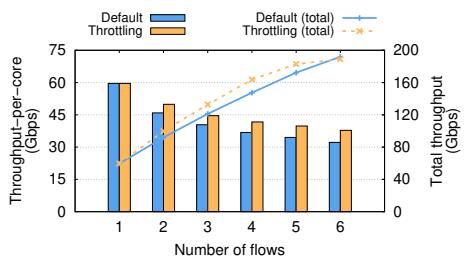 Default
Throttling
Default (total)
Throttling (total)
Throughput-per-core
(Gbps)
75
60
45
30
15
0
200
160
120
80
40
0
Total throughput
(Gbps)
1 2 3 4 5 6
Number of flows